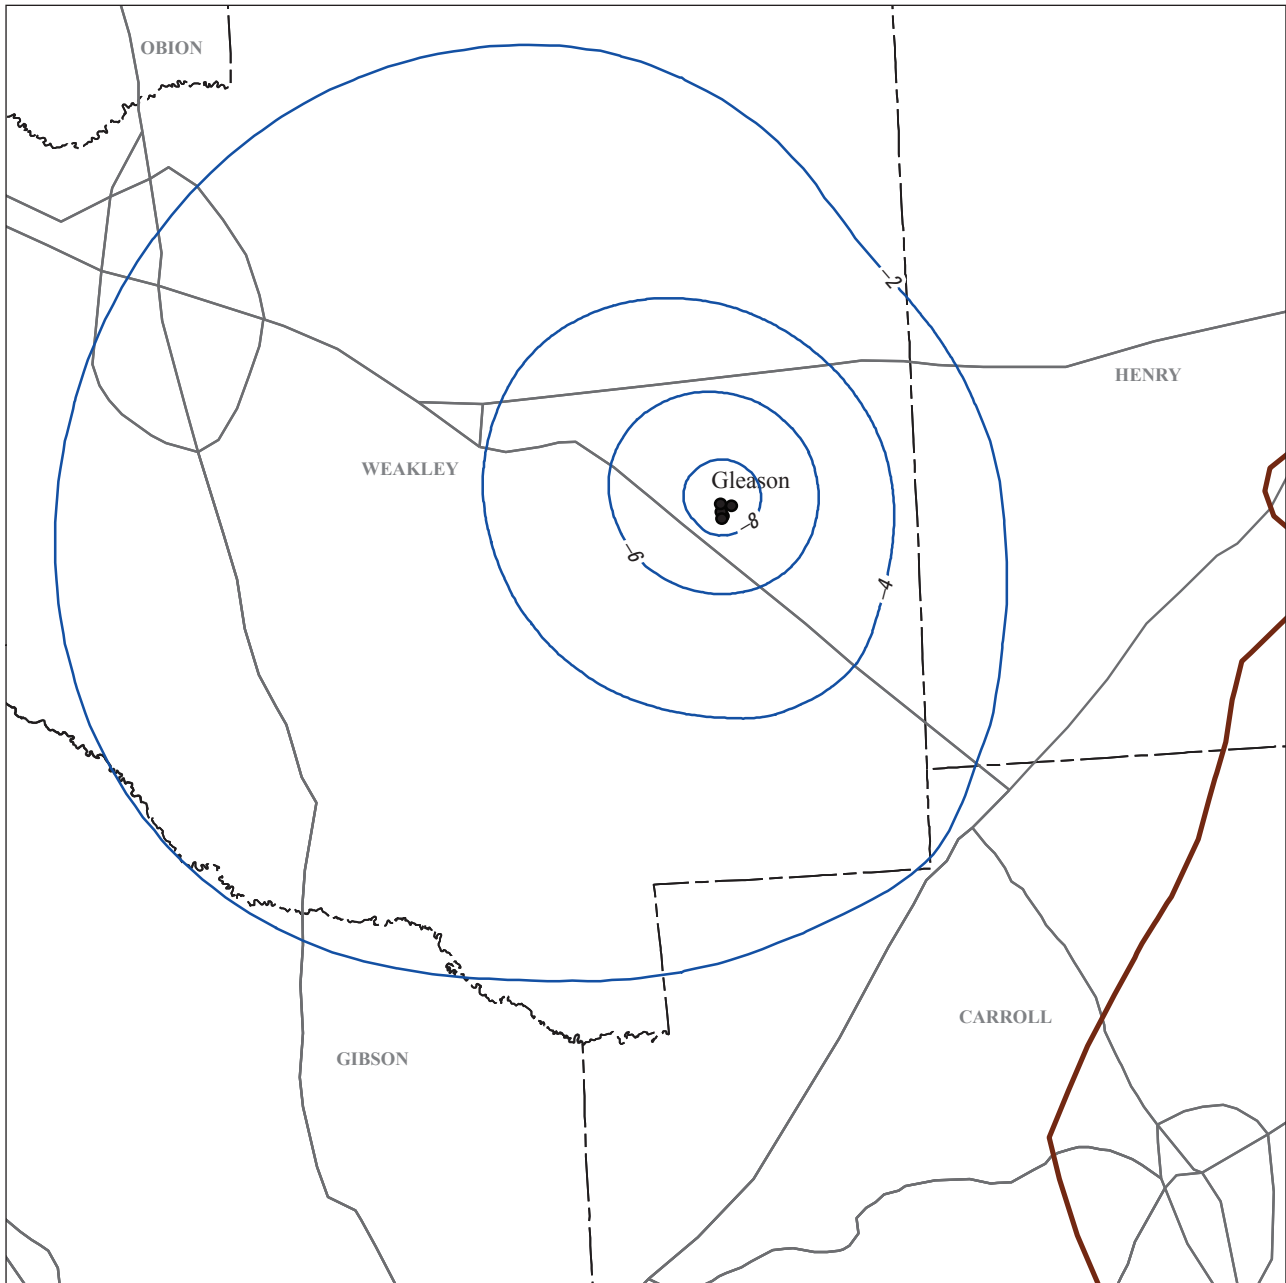 OBION
–2
HENRY
WEAKLEY
Gleason
–8
–6
–4
CARROLL
GIBSON